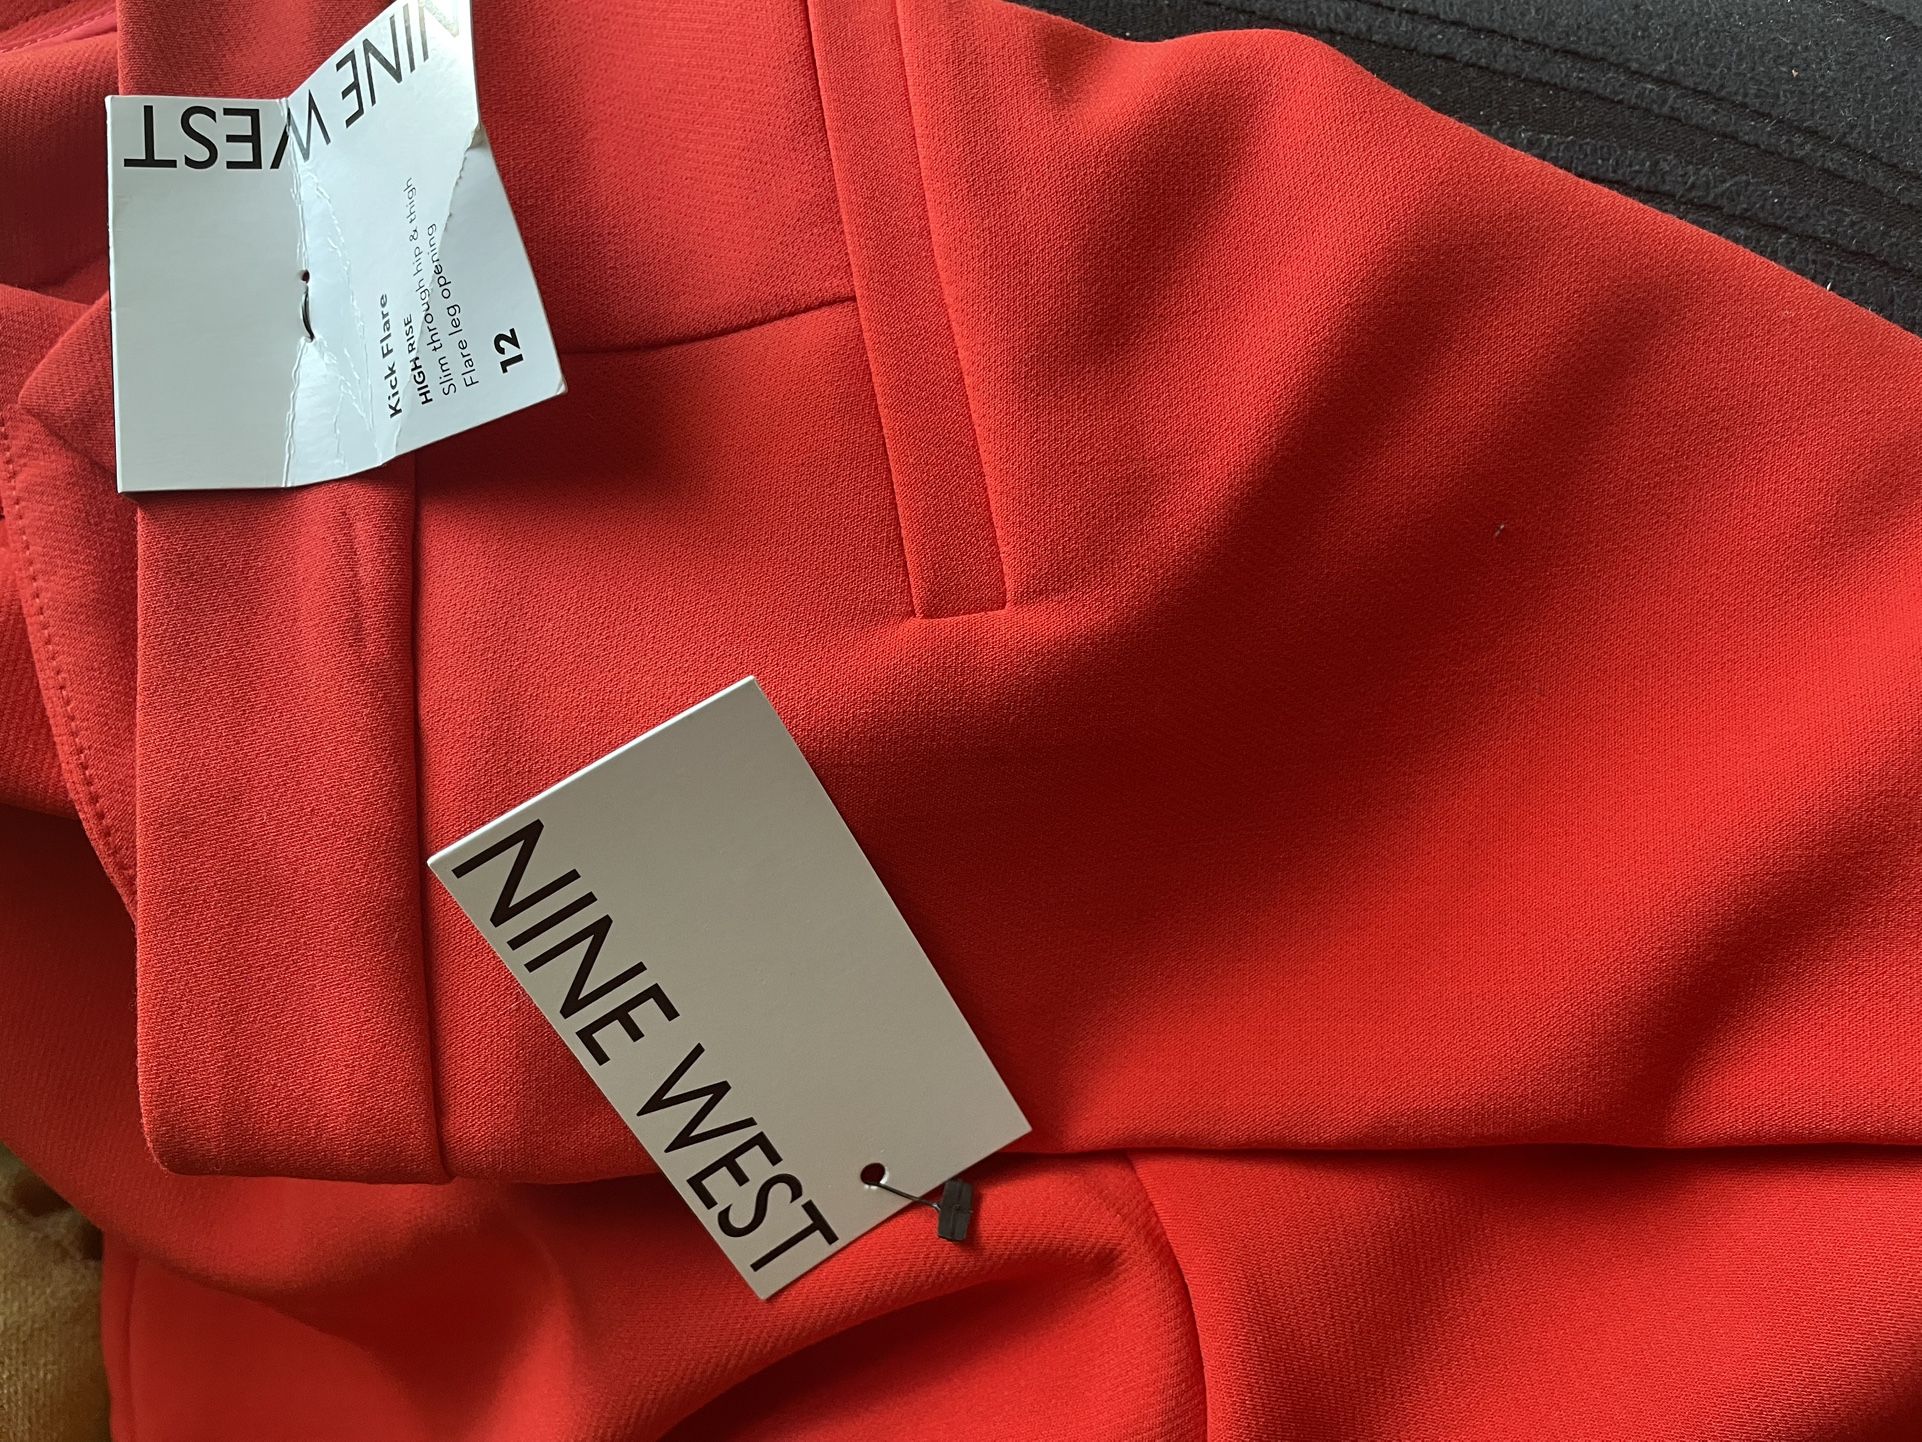 NINE WEST
Kick Flare
HIGH RISE
Slim through hip & thigh
Flare leg opening
12
NINE WEST